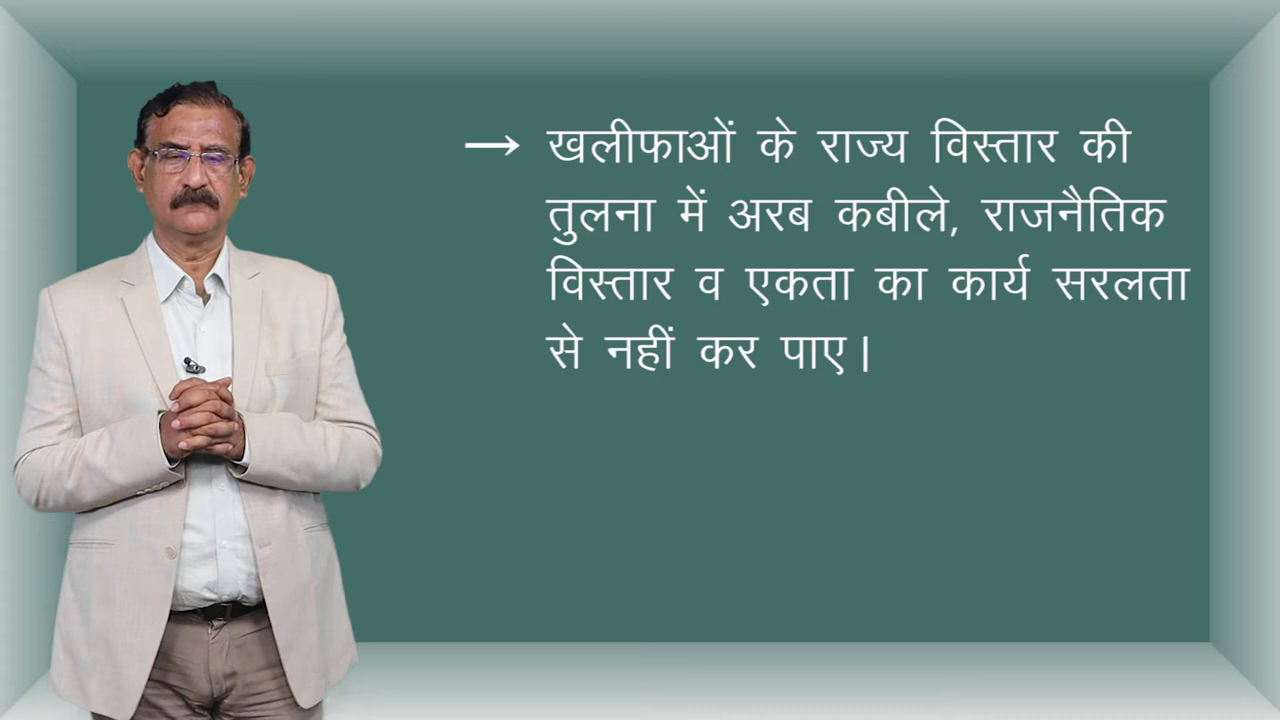 → खलीफाओं के राज्य विस्तार की
तुलना में अरब कबीले, राजनैतिक
विस्तार व एकता का कार्य सरलता
से नहीं कर पाए।